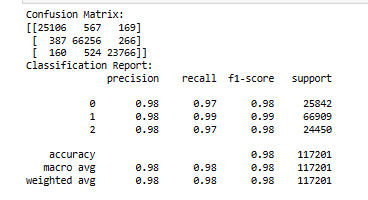 Confusion Matrix:
[[25106   567   169]
 [  387 66256   266]
 [  160   524 23766]]
Classification Report:
              precision    recall  f1-score   support

           0       0.98      0.97      0.98     25842
           1       0.98      0.99      0.99     66909
           2       0.98      0.97      0.98     24450

    accuracy                           0.98    117201
   macro avg       0.98      0.98      0.98    117201
weighted avg       0.98      0.98      0.98    117201